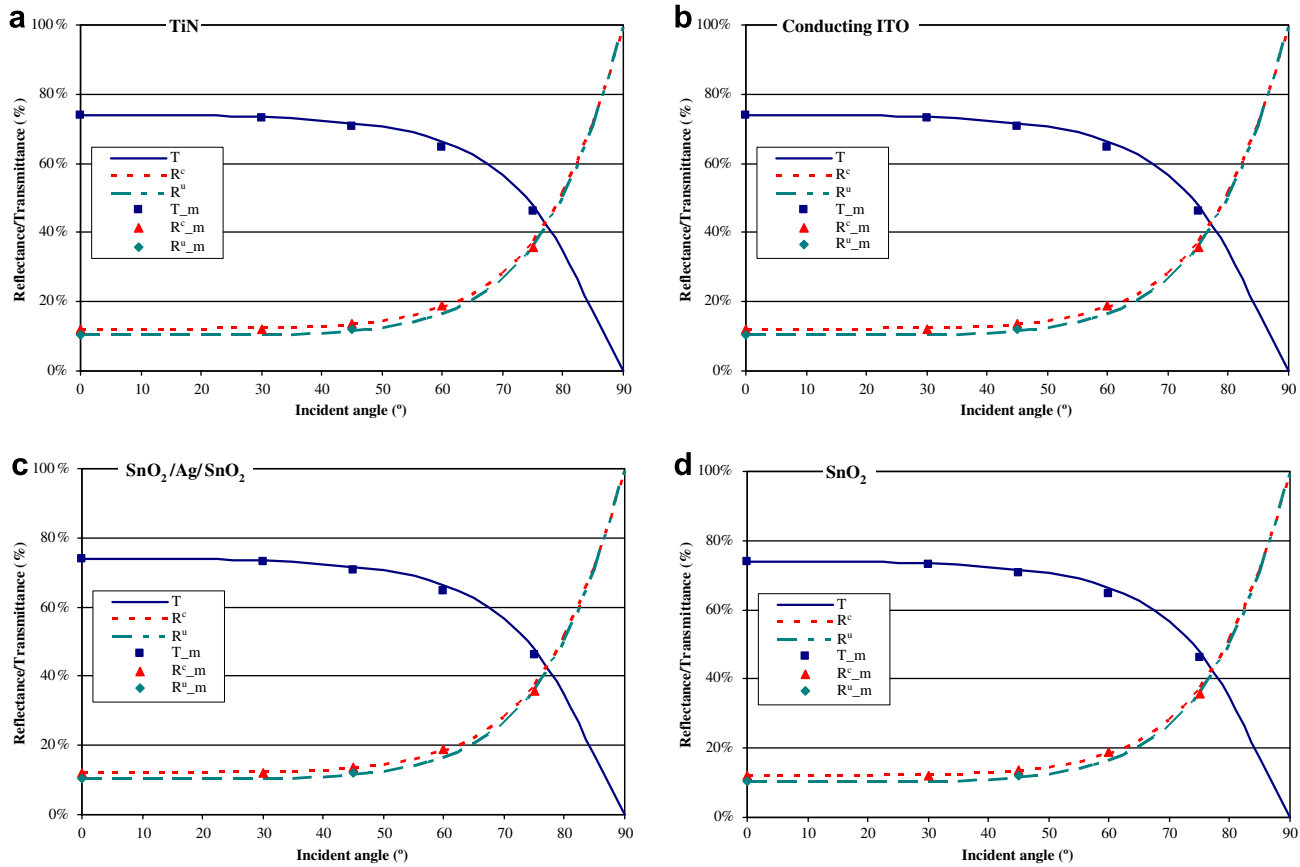 a
TiN
Reflectance/Transmittance (%)
100%
80%
60%
40%
20%
0%
T
Rᶜ
Rᵘ
T_m
Rᶜ_m
Rᵘ_m
0 10 20 30 40 50 60 70 80 90
Incident angle (º)
b
Conducting ITO
Reflectance/Transmittance (%)
100%
80%
60%
40%
20%
0%
T
Rᶜ
Rᵘ
T_m
Rᶜ_m
Rᵘ_m
0 10 20 30 40 50 60 70 80 90
Incident angle (º)
c
SnO₂/Ag/SnO₂
Reflectance/Transmittance (%)
100%
80%
60%
40%
20%
0%
T
Rᶜ
Rᵘ
T_m
Rᶜ_m
Rᵘ_m
0 10 20 30 40 50 60 70 80 90
Incident angle (º)
d
SnO₂
Reflectance/Transmittance (%)
100%
80%
60%
40%
20%
0%
T
Rᶜ
Rᵘ
T_m
Rᶜ_m
Rᵘ_m
0 10 20 30 40 50 60 70 80 90
Incident angle (º)